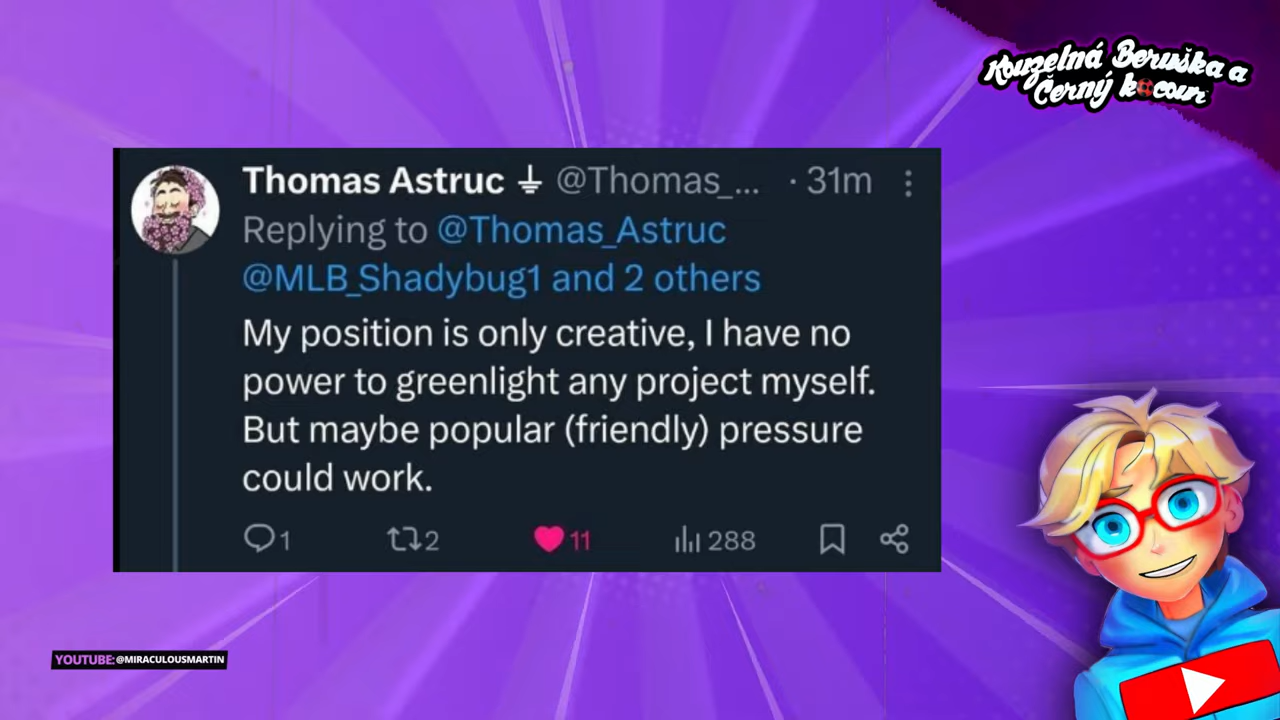 Kouzelná Beruška a
Černý kocour
Thomas Astruc ⏚ @Thomas_... · 31m
Replying to @Thomas_Astruc
@MLB_Shadybug1 and 2 others
My position is only creative, I have no
power to greenlight any project myself.
But maybe popular (friendly) pressure
could work.
1 2 11 288
YOUTUBE:@MIRACULOUSMARTIN